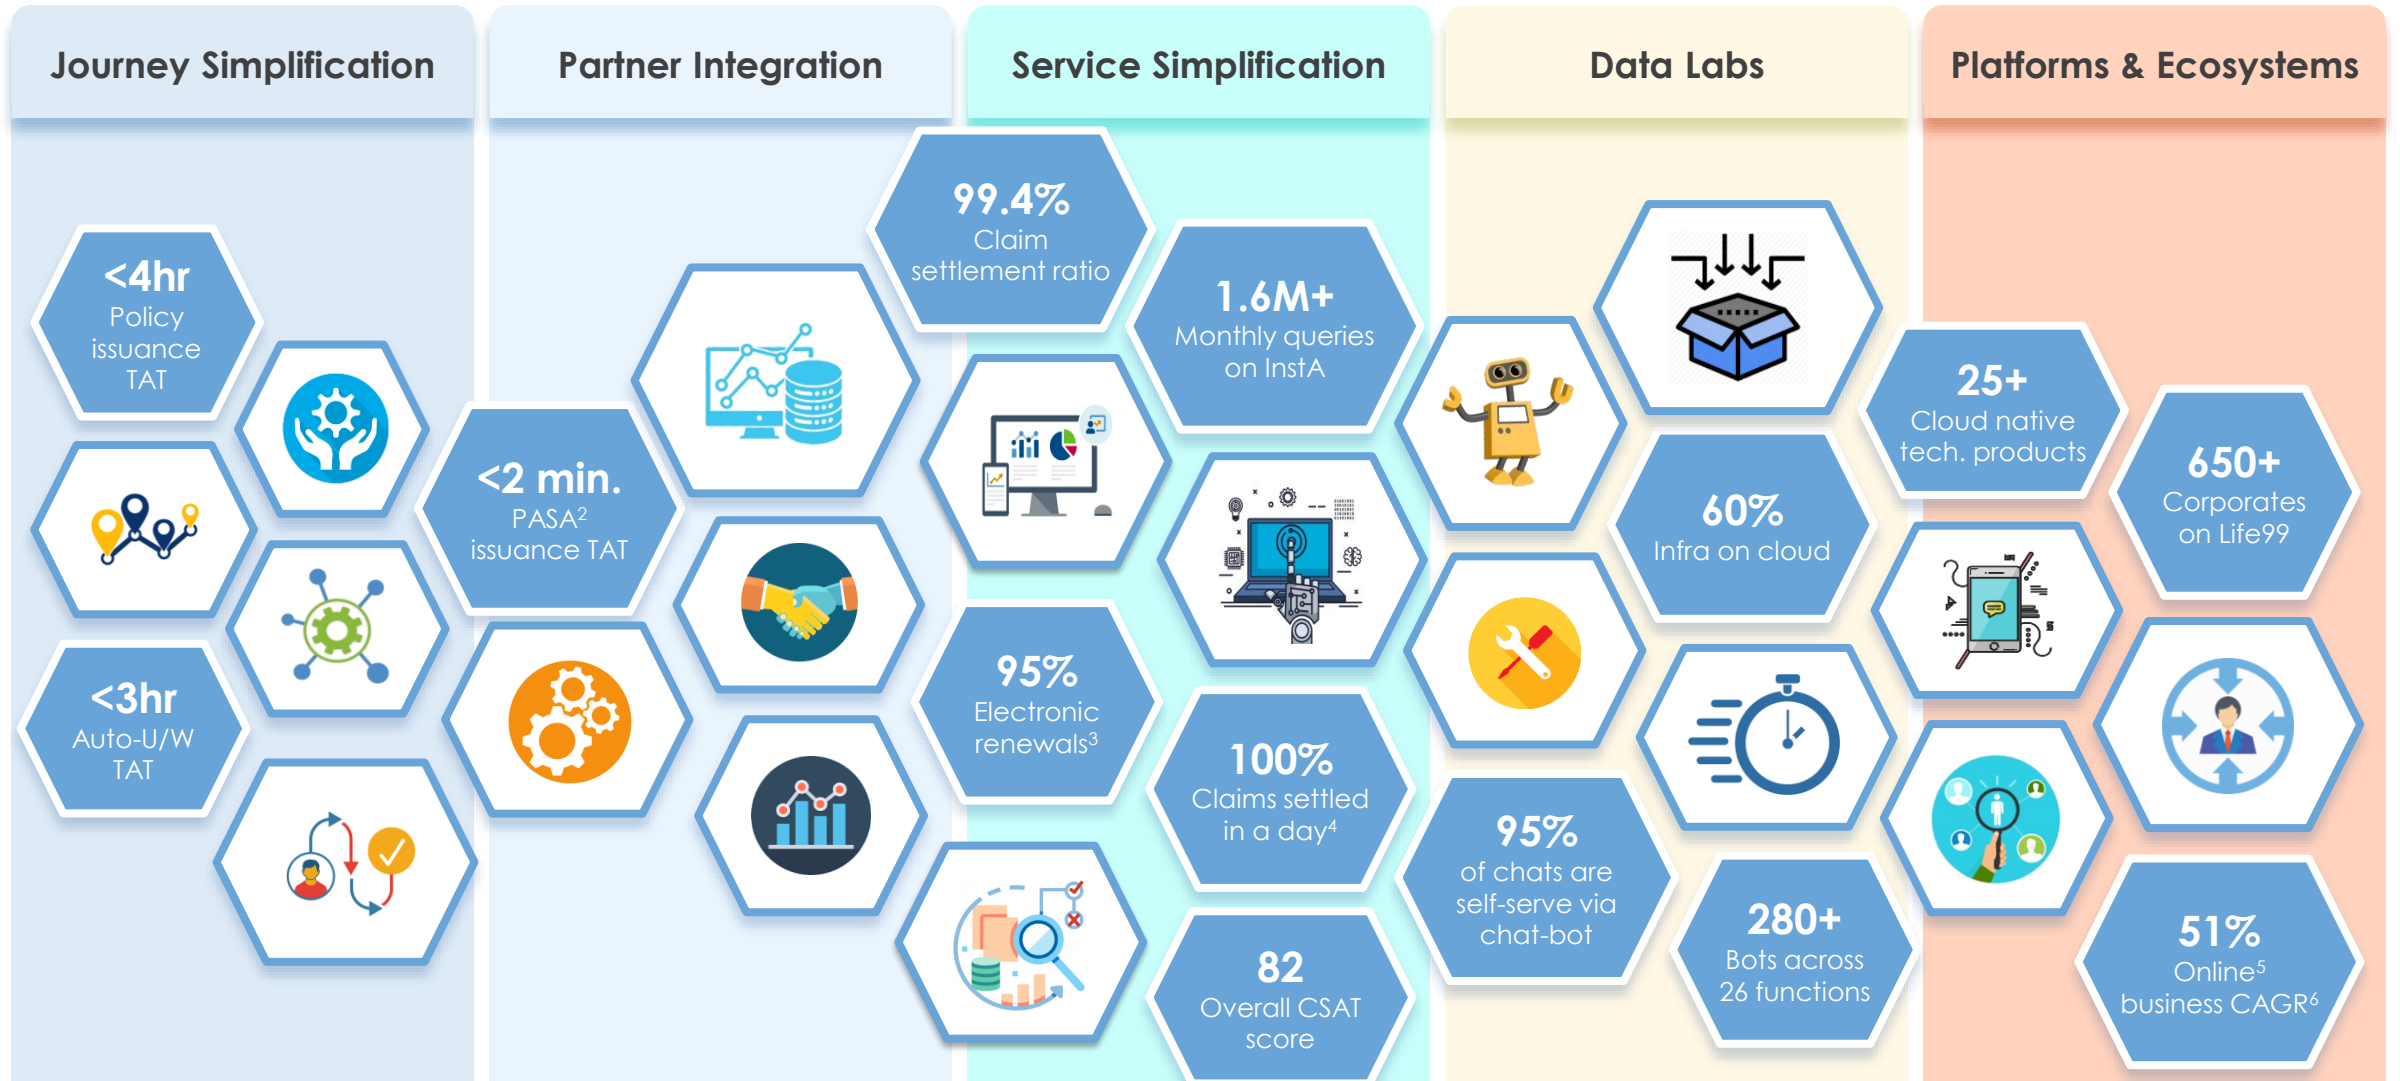 Journey Simplification
Partner Integration
Service Simplification
Data Labs
Platforms & Ecosystems
<4hr
Policy
issuance
TAT
<3hr
Auto-U/W
TAT
<2 min.
PASA²
issuance TAT
99.4%
Claim
settlement ratio
1.6M+
Monthly queries
on InstA
95%
Electronic
renewals³
100%
Claims settled
in a day⁴
82
Overall CSAT
score
60%
Infra on cloud
95%
of chats are
self-serve via
chat-bot
280+
Bots across
26 functions
25+
Cloud native
tech. products
650+
Corporates
on Life99
51%
Online⁵
business CAGR⁶